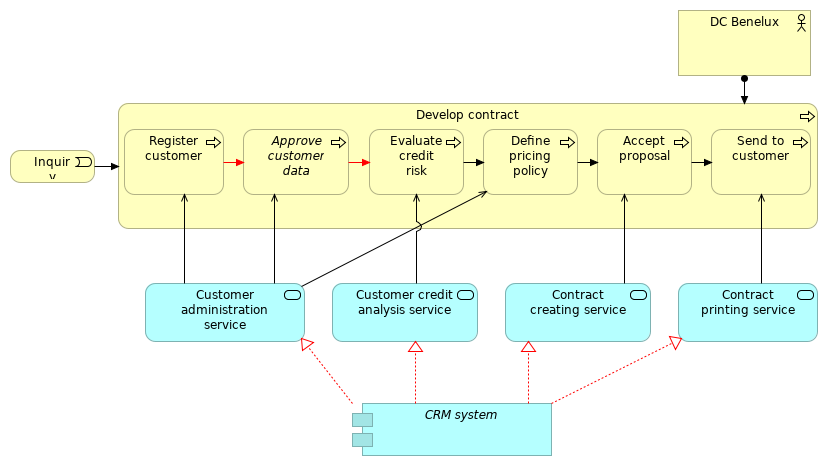 DC Benelux
Develop contract
Inquir
y
Register
customer
Approve
customer
data
Evaluate
credit
risk
Define
pricing
policy
Accept
proposal
Send to
customer
Customer
administration
service
Customer credit
analysis service
Contract
creating service
Contract
printing service
CRM system